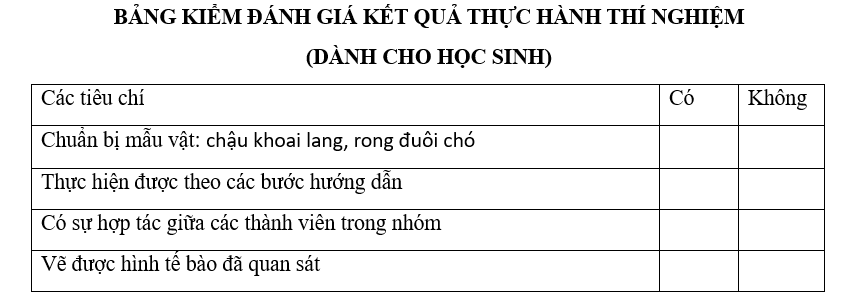 BẢNG KIỂM ĐÁNH GIÁ KẾT QUẢ THỰC HÀNH THÍ NGHIỆM
(DÀNH CHO HỌC SINH)
Các tiêu chí Có Không
Chuẩn bị mẫu vật: chậu khoai lang, rong đuôi chó
Thực hiện được theo các bước hướng dẫn
Có sự hợp tác giữa các thành viên trong nhóm
Vẽ được hình tế bào đã quan sát